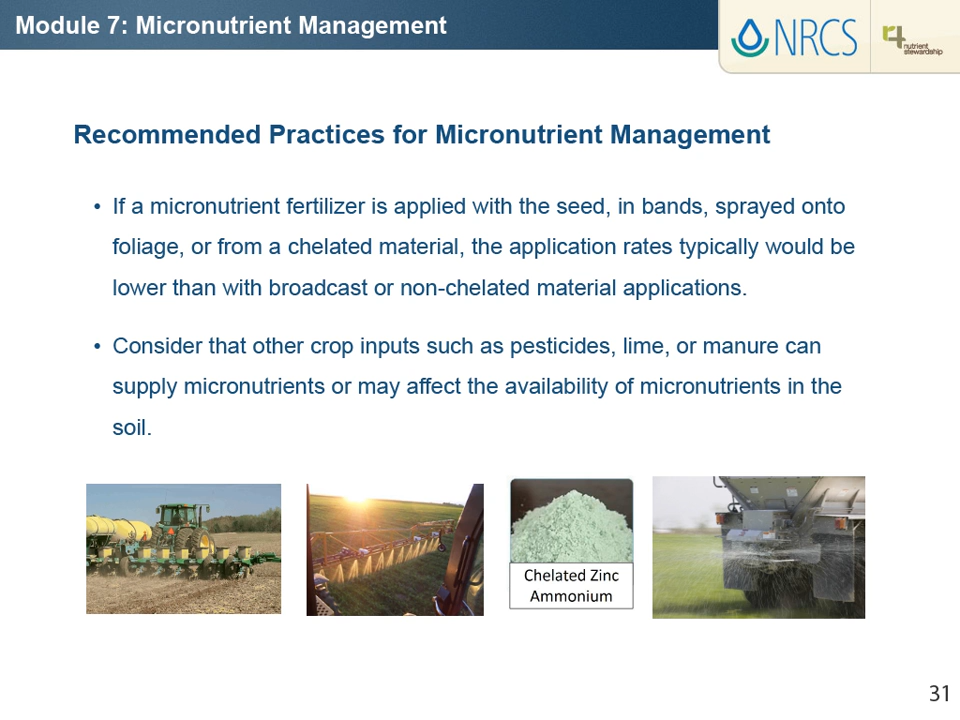 Module 7: Micronutrient Management
NRCS
r4
nutrient
stewardship
Recommended Practices for Micronutrient Management
• If a micronutrient fertilizer is applied with the seed, in bands, sprayed onto
foliage, or from a chelated material, the application rates typically would be
lower than with broadcast or non-chelated material applications.
• Consider that other crop inputs such as pesticides, lime, or manure can
supply micronutrients or may affect the availability of micronutrients in the
soil.
Chelated Zinc
Ammonium
31